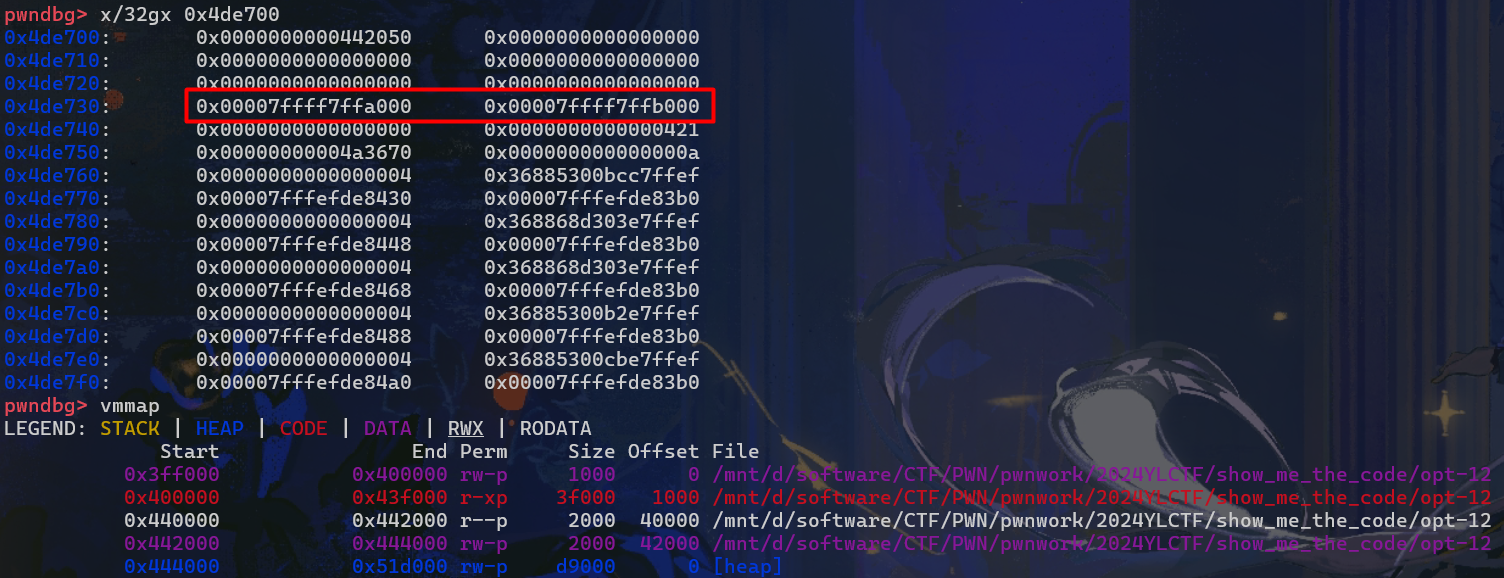 pwndbg> x/32gx 0x4de700
0x4de700: 0x0000000000442050 0x0000000000000000
0x4de710: 0x0000000000000000 0x0000000000000000
0x4de720: 0x0000000000000000 0x0000000000000000
0x4de730: 0x00007ffff7ffa000 0x00007ffff7ffb000
0x4de740: 0x0000000000000000 0x0000000000000421
0x4de750: 0x00000000004a3670 0x000000000000000a
0x4de760: 0x0000000000000004 0x36885300bcc7ffef
0x4de770: 0x00007fffefde8430 0x00007fffefde83b0
0x4de780: 0x0000000000000004 0x368868d303e7ffef
0x4de790: 0x00007fffefde8448 0x00007fffefde83b0
0x4de7a0: 0x0000000000000004 0x368868d303e7ffef
0x4de7b0: 0x00007fffefde8468 0x00007fffefde83b0
0x4de7c0: 0x0000000000000004 0x36885300b2e7ffef
0x4de7d0: 0x00007fffefde8488 0x00007fffefde83b0
0x4de7e0: 0x0000000000000004 0x36885300cbe7ffef
0x4de7f0: 0x00007fffefde84a0 0x00007fffefde83b0
pwndbg> vmmap
LEGEND: STACK | HEAP | CODE | DATA | RWX | RODATA
Start End Perm Size Offset File
0x3ff000 0x400000 rw-p 1000 0 /mnt/d/software/CTF/PWN/pwnwork/2024YLCTF/show_me_the_code/opt-12
0x400000 0x43f000 r-xp 3f000 1000 /mnt/d/software/CTF/PWN/pwnwork/2024YLCTF/show_me_the_code/opt-12
0x440000 0x442000 r--p 2000 40000 /mnt/d/software/CTF/PWN/pwnwork/2024YLCTF/show_me_the_code/opt-12
0x442000 0x444000 rw-p 2000 42000 /mnt/d/software/CTF/PWN/pwnwork/2024YLCTF/show_me_the_code/opt-12
0x444000 0x51d000 rw-p d9000 0 [heap]